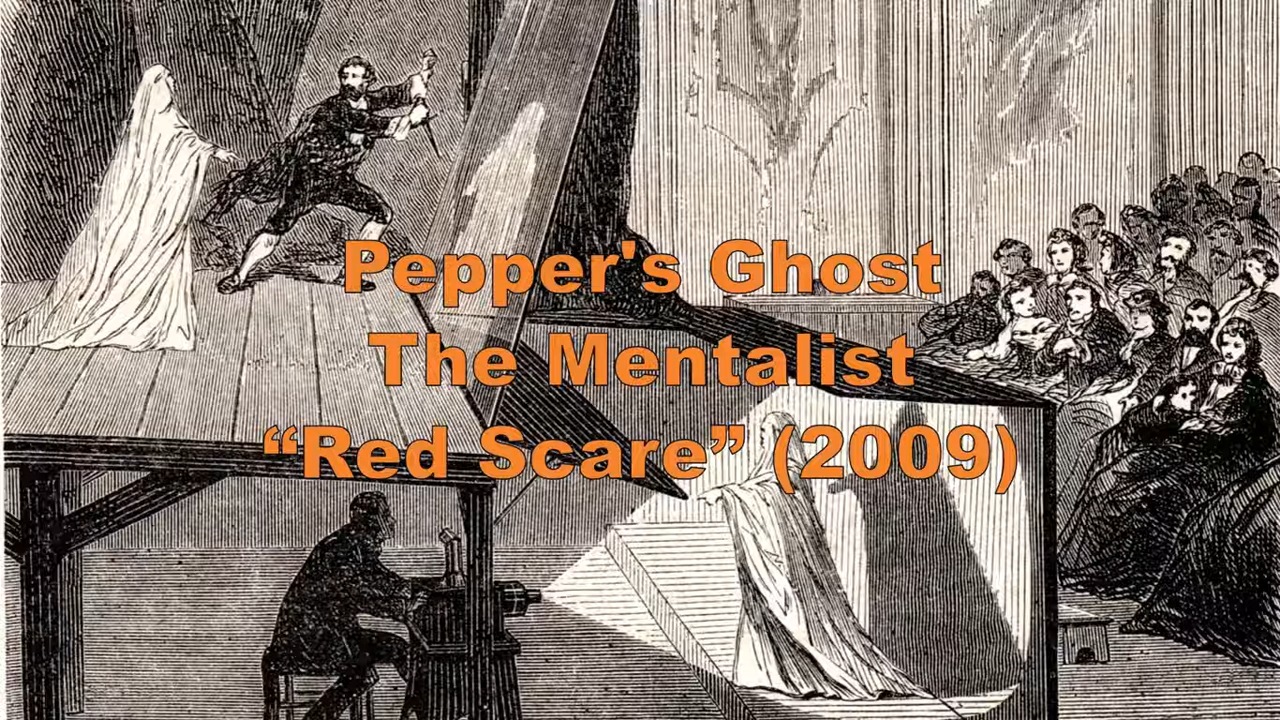 Pepper's Ghost
The Mentalist
“Red Scare” (2009)